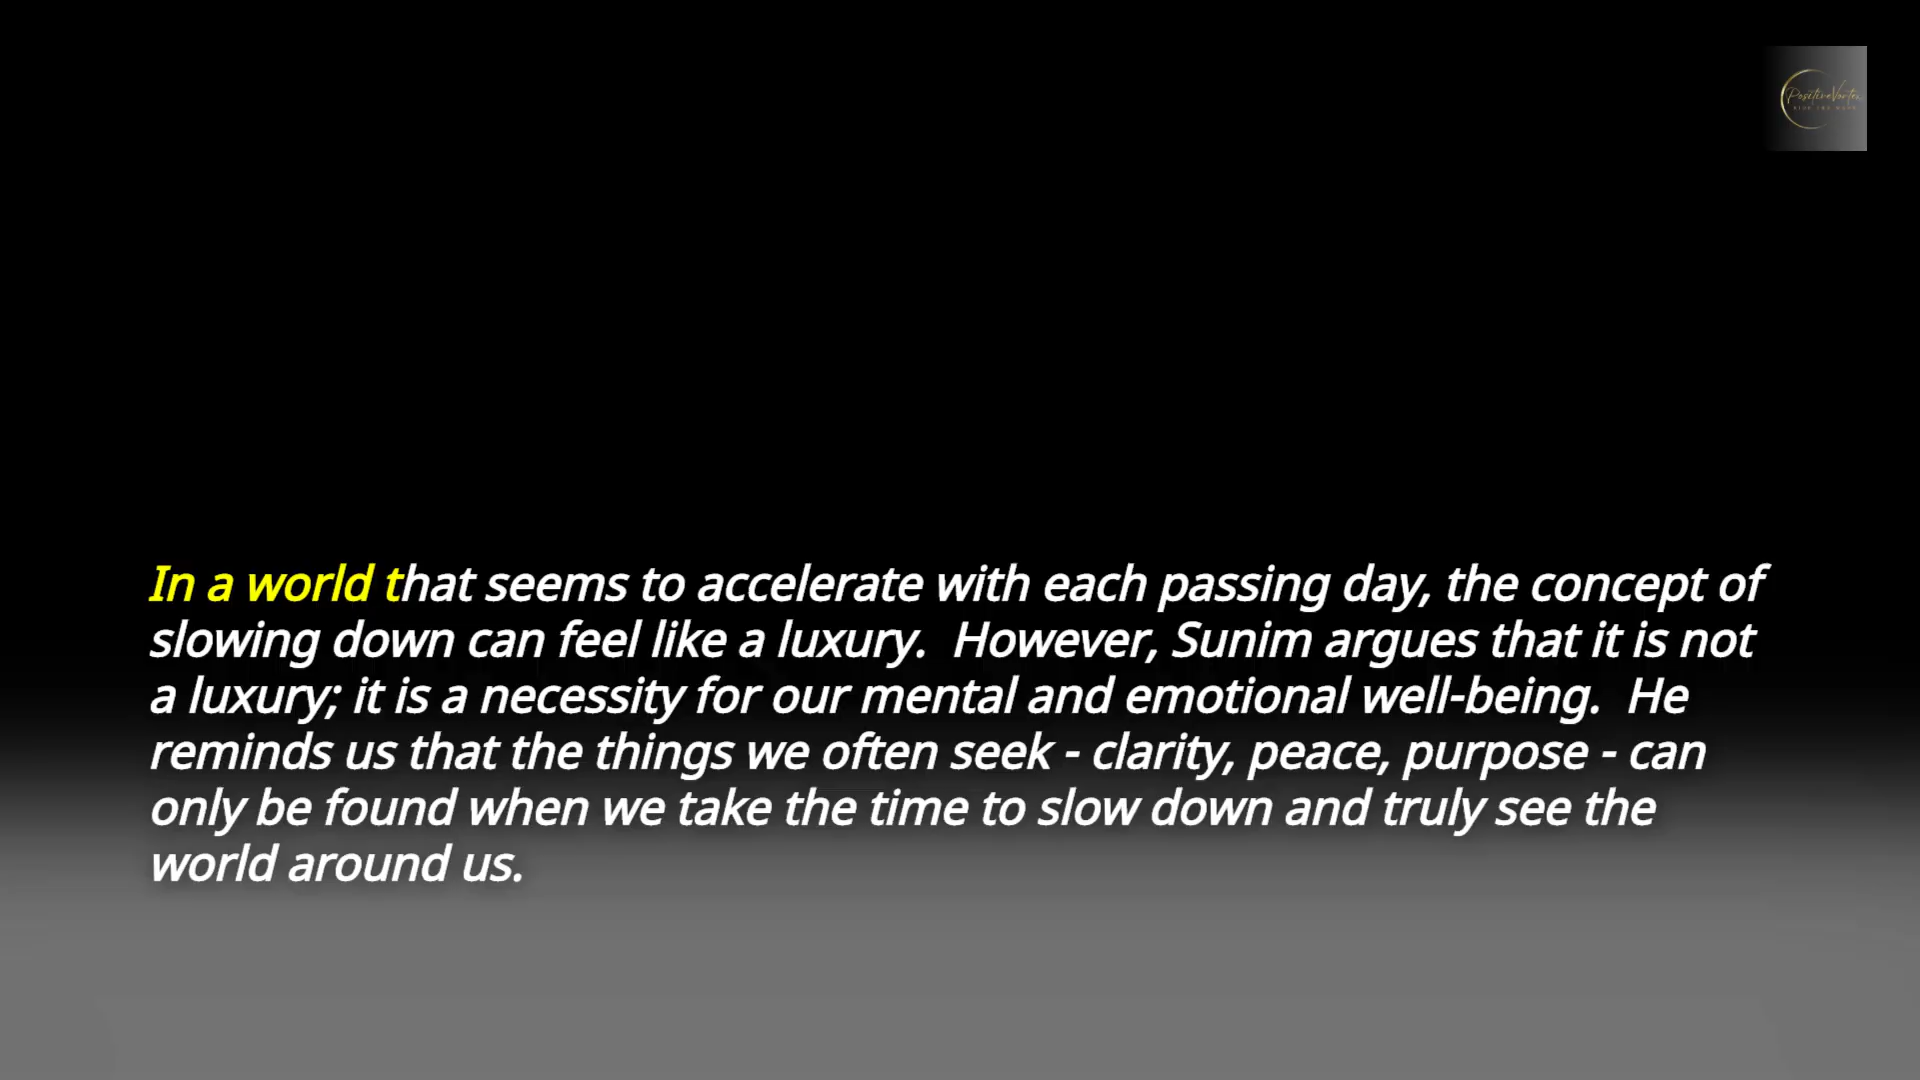 PositiveVortex
In a world that seems to accelerate with each passing day, the concept of
slowing down can feel like a luxury.  However, Sunim argues that it is not
a luxury; it is a necessity for our mental and emotional well-being.  He
reminds us that the things we often seek - clarity, peace, purpose - can
only be found when we take the time to slow down and truly see the
world around us.